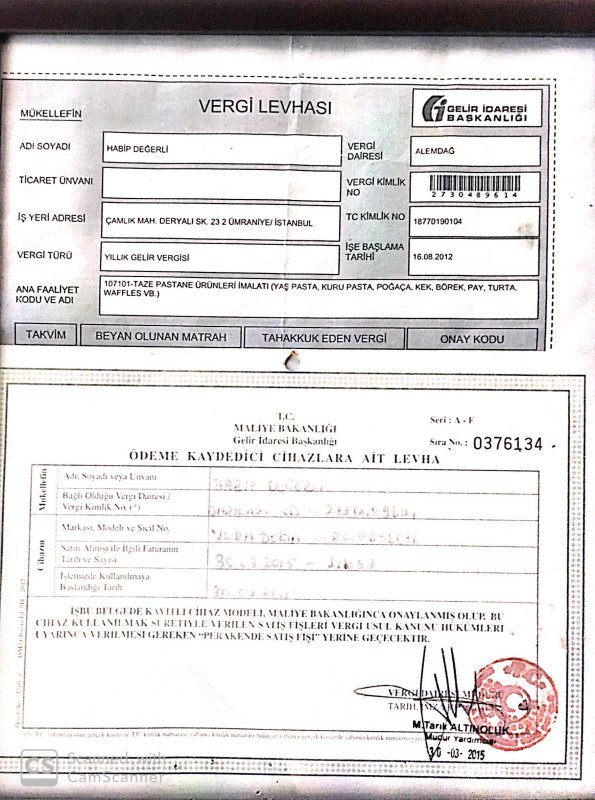 VERGİ LEVHASI
GELİR İDARESİ
BAŞKANLIĞI
MÜKELLEFİN
ADI SOYADI
HABİP DEĞERLİ
VERGİ
DAİRESİ
ALEMDAĞ
TİCARET ÜNVANI
VERGİ KİMLİK
NO
2730489614
İŞ YERİ ADRESİ
ÇAMLIK MAH. DERYALI SK. 23 2 ÜMRANİYE/ İSTANBUL
TC KİMLİK NO
18770190104
VERGİ TÜRÜ
YILLIK GELİR VERGİSİ
İŞE BAŞLAMA
TARİHİ
16.08.2012
ANA FAALİYET
KODU VE ADI
107101-TAZE PASTANE ÜRÜNLERİ İMALATI (YAŞ PASTA, KURU PASTA, POĞAÇA, KEK, BÖREK, PAY, TURTA,
WAFFLES VB.)
TAKVİM
BEYAN OLUNAN MATRAH
TAHAKKUK EDEN VERGİ
ONAY KODU
T.C.
MALİYE BAKANLIĞI
Gelir İdaresi Başkanlığı
Seri : A - F
Sıra No. : 0376134
ÖDEME KAYDEDİCİ CİHAZLARA AİT LEVHA
Mükellefin
Adı, Soyadı veya Unvanı
Bağlı Olduğu Vergi Dairesi /
Vergi Kimlik No. (*)
Cihazın
Markası, Modeli ve Sicil No.
Satın Alınışı ile İlgili Faturanın
Tarih ve Sayısı
İşletmede Kullanılmaya
Başlandığı Tarih
İŞBU BELGEDE KAYITLI CİHAZ MODELİ, MALİYE BAKANLIĞINCA ONAYLANMIŞ OLUP, BU
CİHAZ KULLANILMAK SURETİYLE VERİLEN SATIŞ FİŞLERİ VERGİ USUL KANUNU HÜKÜMLERİ
UYARINCA VERİLMESİ GEREKEN "PERAKENDE SATIŞ FİŞİ" YERİNE GEÇECEKTİR.
VERGİ DAİRESİ MÜDÜRÜ
M.Tarık ALTINOLUK
Müdür Yardımcısı
30 -03- 2015
CS Scanned with
CamScanner